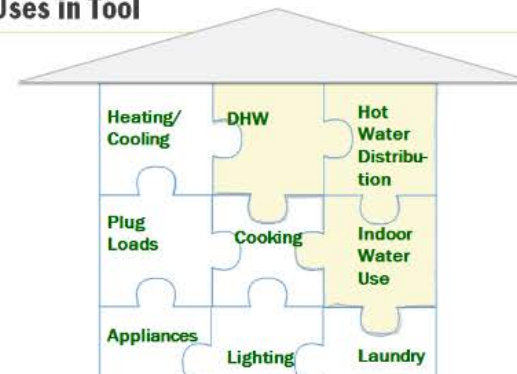 Uses in Tool
Heating/
Cooling
DHW
Hot
Water
Distribu-
tion
Plug
Loads
Cooking
Indoor
Water
Use
Appliances
Lighting
Laundry